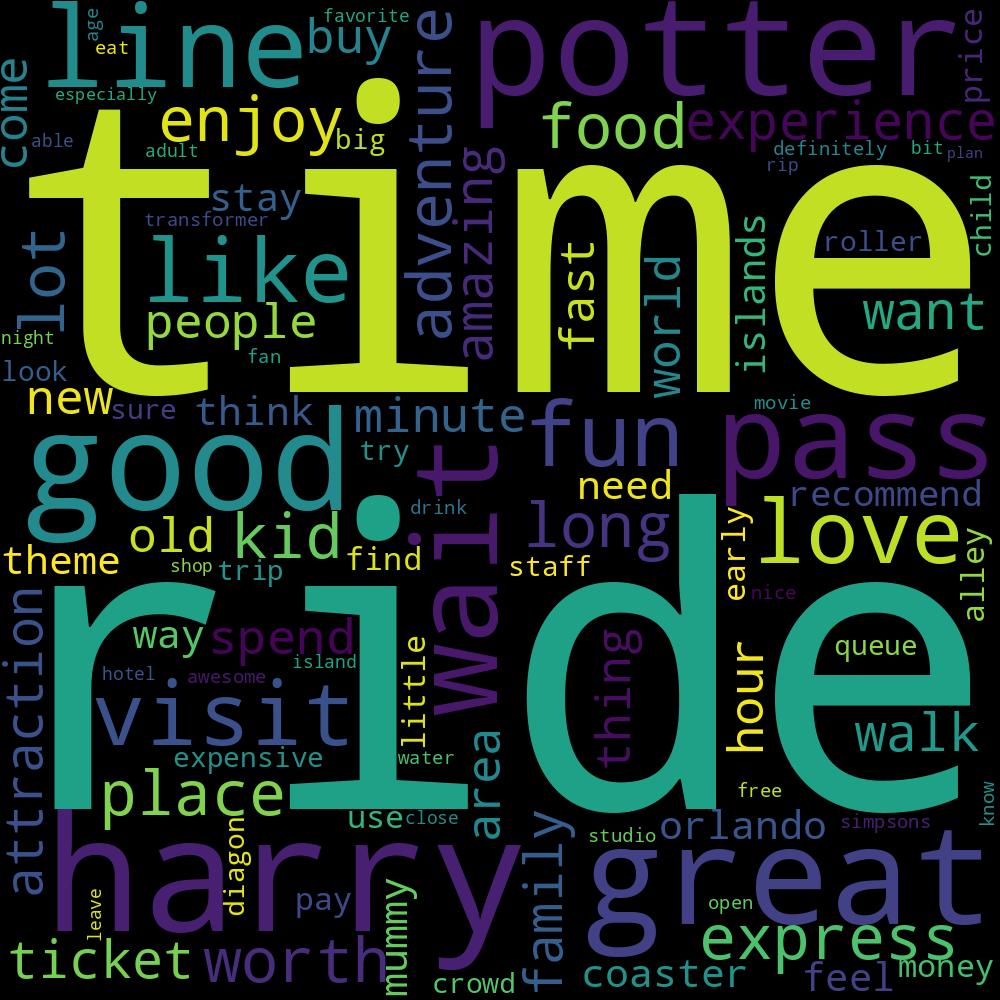 line
age
eat
buy
favorite
potter
price
come
especially
enjoy
big
adventure
food
experience
able
adult
definitely
bit
plan
rip
stay
transformer
amazing
child
time
lot
like
fast
world
islands
roller
want
people
night
fan
look
new
sure
think
minute
fun
movie
pass
good
try
wait
need
recommend
drink
long
love
old
kid
find
early
alley
theme
shop
trip
staff
nice
ride
attraction
way
spend
island
little
thing
hour
queue
hotel
awesome
visit
walk
expensive
water
area
place
free
know
use
close
family
studio
orlando
simpsons
harry
diagon
great
leave
pay
mummy
open
express
ticket
worth
crowd
coaster
feel
money